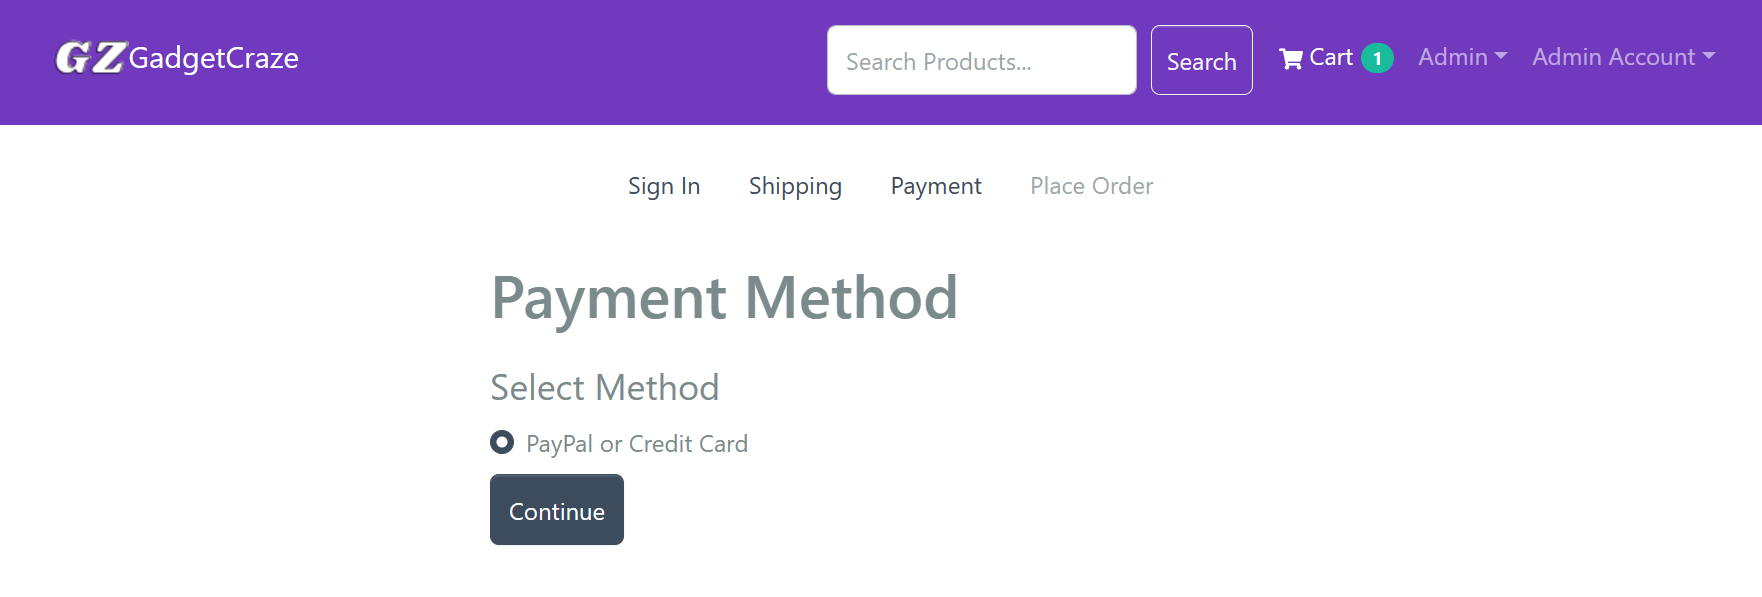 GZ GadgetCraze Search Products... Search Cart 1 Admin Admin Account
Sign In Shipping Payment Place Order
Payment Method
Select Method
PayPal or Credit Card
Continue